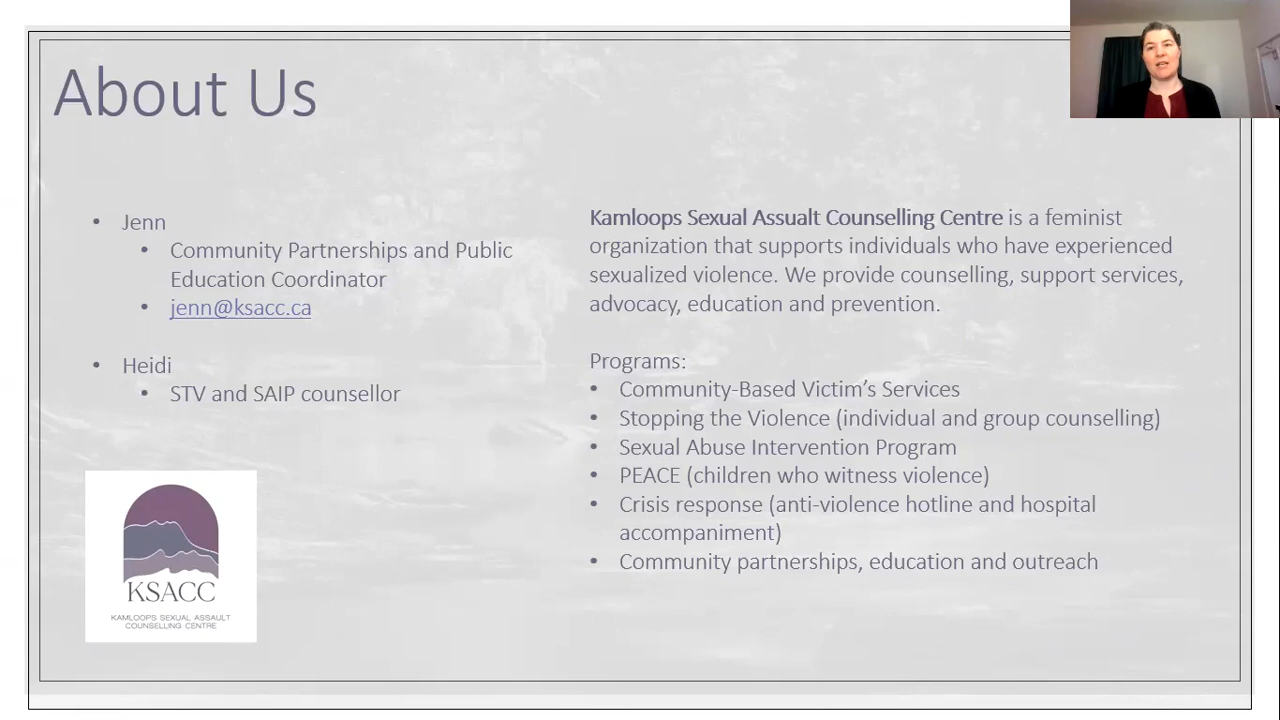 About Us
• Jenn
• Community Partnerships and Public
Education Coordinator
• jenn@ksacc.ca
• Heidi
• STV and SAIP counsellor
KSACC
KAMLOOPS SEXUAL ASSAULT
COUNSELLING CENTRE
Kamloops Sexual Assualt Counselling Centre is a feminist
organization that supports individuals who have experienced
sexualized violence. We provide counselling, support services,
advocacy, education and prevention.
Programs:
• Community-Based Victim's Services
• Stopping the Violence (individual and group counselling)
• Sexual Abuse Intervention Program
• PEACE (children who witness violence)
• Crisis response (anti-violence hotline and hospital
accompaniment)
• Community partnerships, education and outreach